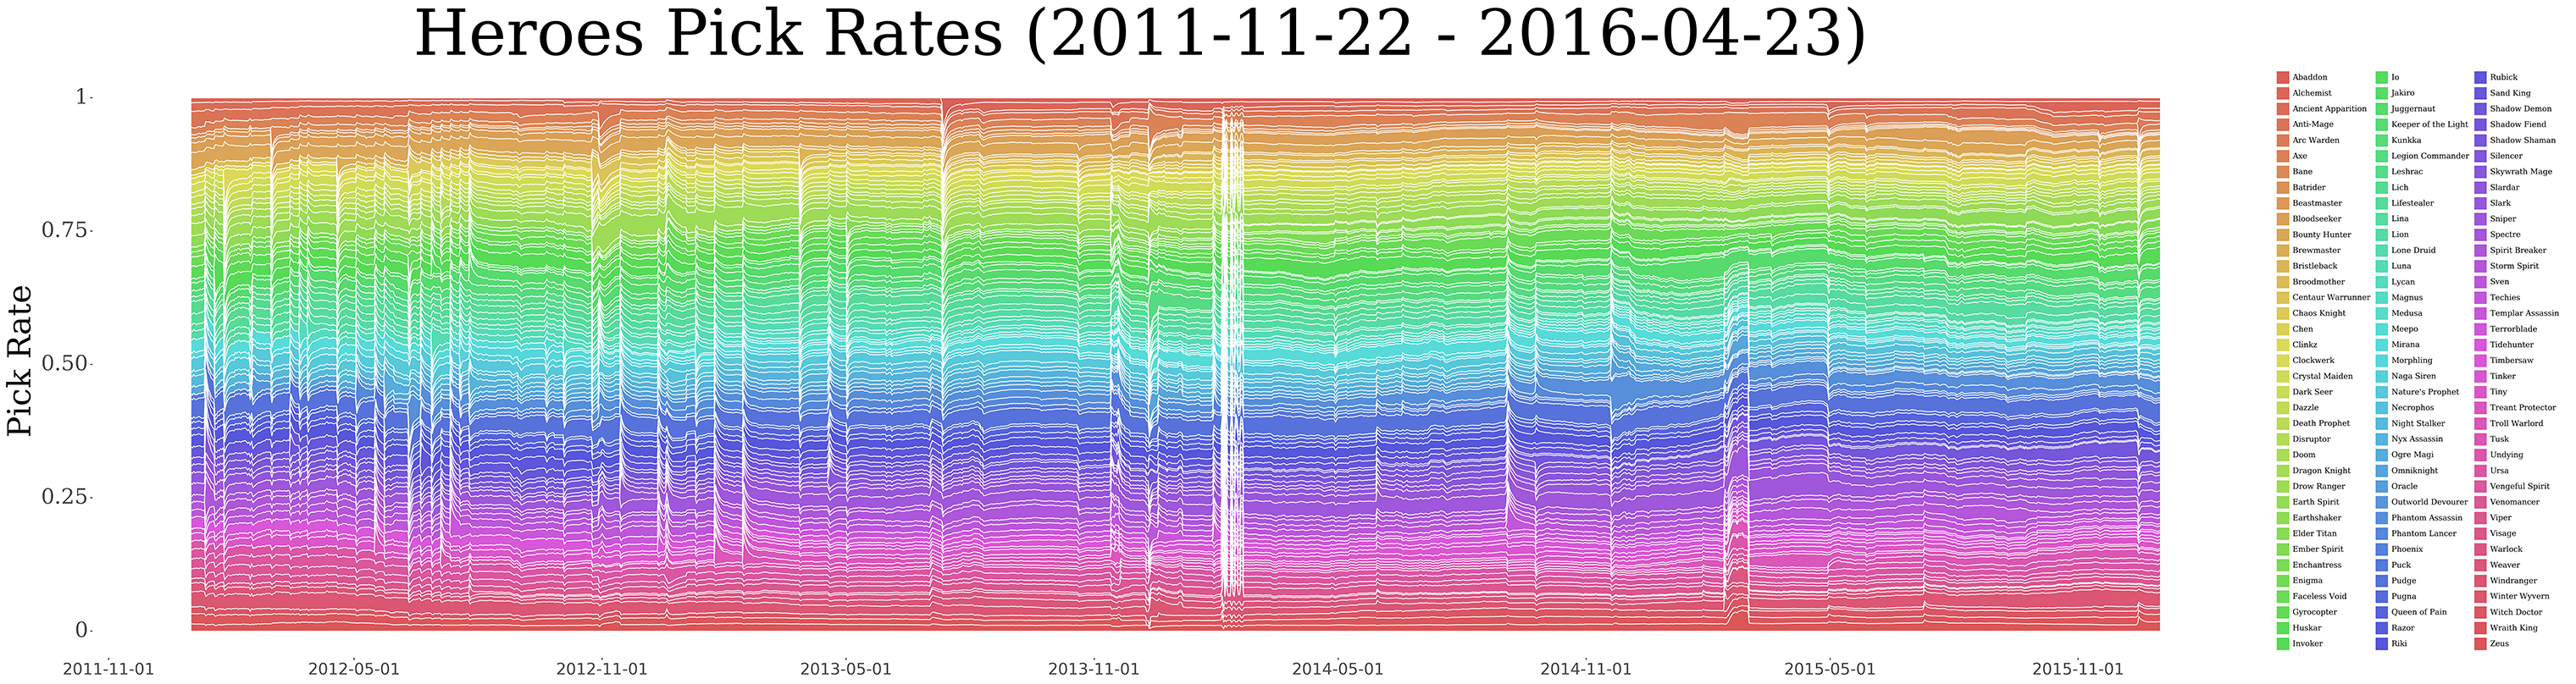 Heroes Pick Rates (2011-11-22 - 2016-04-23)
Pick Rate
1
0.75
0.50
0.25
0
2011-11-01
2012-05-01
2012-11-01
2013-05-01
2013-11-01
2014-05-01
2014-11-01
2015-05-01
2015-11-01
Abaddon
Alchemist
Ancient Apparition
Anti-Mage
Arc Warden
Axe
Bane
Batrider
Beastmaster
Bloodseeker
Bounty Hunter
Brewmaster
Bristleback
Broodmother
Centaur Warrunner
Chaos Knight
Chen
Clinkz
Clockwerk
Crystal Maiden
Dark Seer
Dazzle
Death Prophet
Disruptor
Doom
Dragon Knight
Drow Ranger
Earth Spirit
Earthshaker
Elder Titan
Ember Spirit
Enchantress
Enigma
Faceless Void
Gyrocopter
Huskar
Invoker
Io
Jakiro
Juggernaut
Keeper of the Light
Kunkka
Legion Commander
Leshrac
Lich
Lifestealer
Lina
Lion
Lone Druid
Luna
Lycan
Magnus
Medusa
Meepo
Mirana
Morphling
Naga Siren
Nature's Prophet
Necrophos
Night Stalker
Nyx Assassin
Ogre Magi
Omniknight
Oracle
Outworld Devourer
Phantom Assassin
Phantom Lancer
Phoenix
Puck
Pudge
Pugna
Queen of Pain
Razor
Riki
Rubick
Sand King
Shadow Demon
Shadow Fiend
Shadow Shaman
Silencer
Skywrath Mage
Slardar
Slark
Sniper
Spectre
Spirit Breaker
Storm Spirit
Sven
Techies
Templar Assassin
Terrorblade
Tidehunter
Timbersaw
Tinker
Tiny
Treant Protector
Troll Warlord
Tusk
Undying
Ursa
Vengeful Spirit
Venomancer
Viper
Visage
Warlock
Weaver
Windranger
Winter Wyvern
Witch Doctor
Wraith King
Zeus